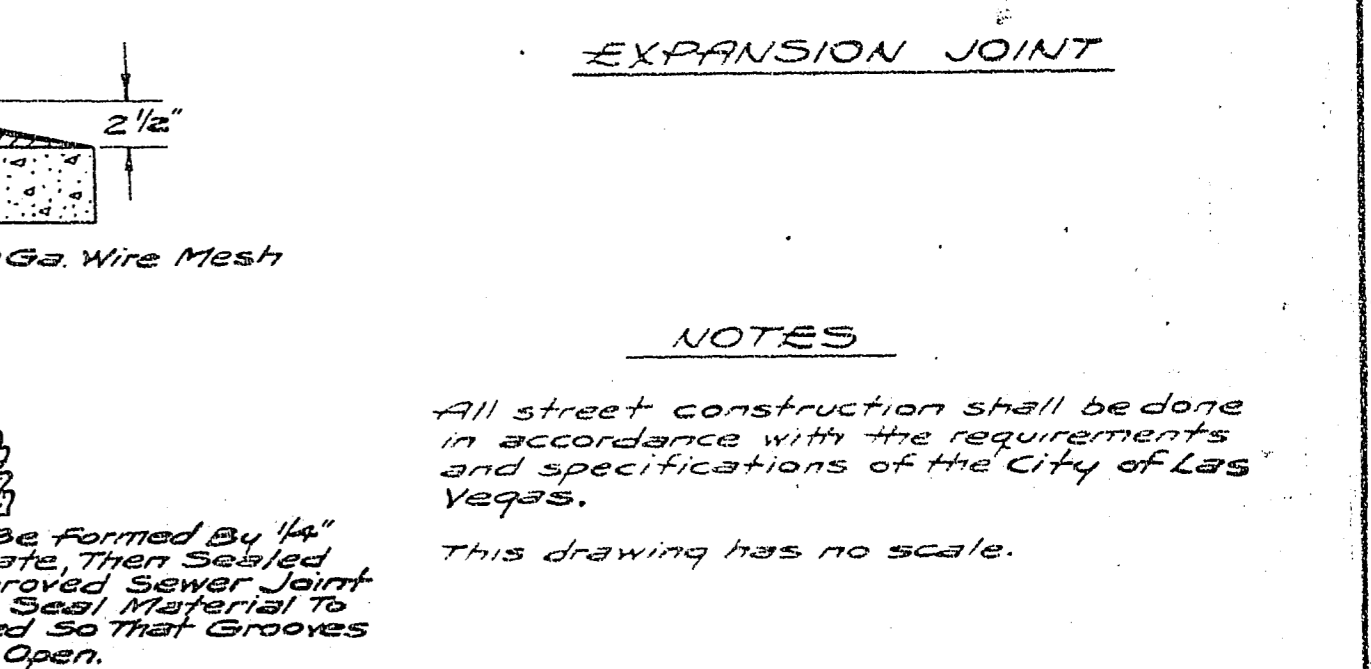 EXPANSION JOINT
2 1/2"
Ga. Wire Mesh
NOTES
All street construction shall be done
in accordance with the requirements
and specifications of the City of Las
Vegas.
This drawing has no scale.
Be Formed By 1/4"
ate, Then Sealed
roved Sewer Joint
Seal Material To
ed So That Grooves
Open.